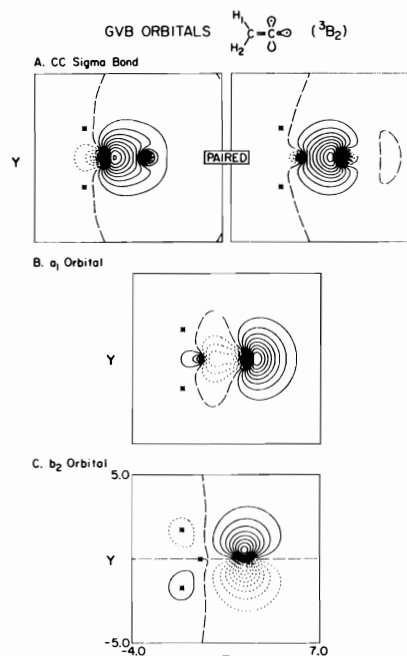 GVB ORBITALS H₁ H₂ C=C (³B₂)
A. CC Sigma Bond
Y PAIRED
B. a₁ Orbital
Y
C. b₂ Orbital
5.0
Y
-5.0
-4.0 7.0